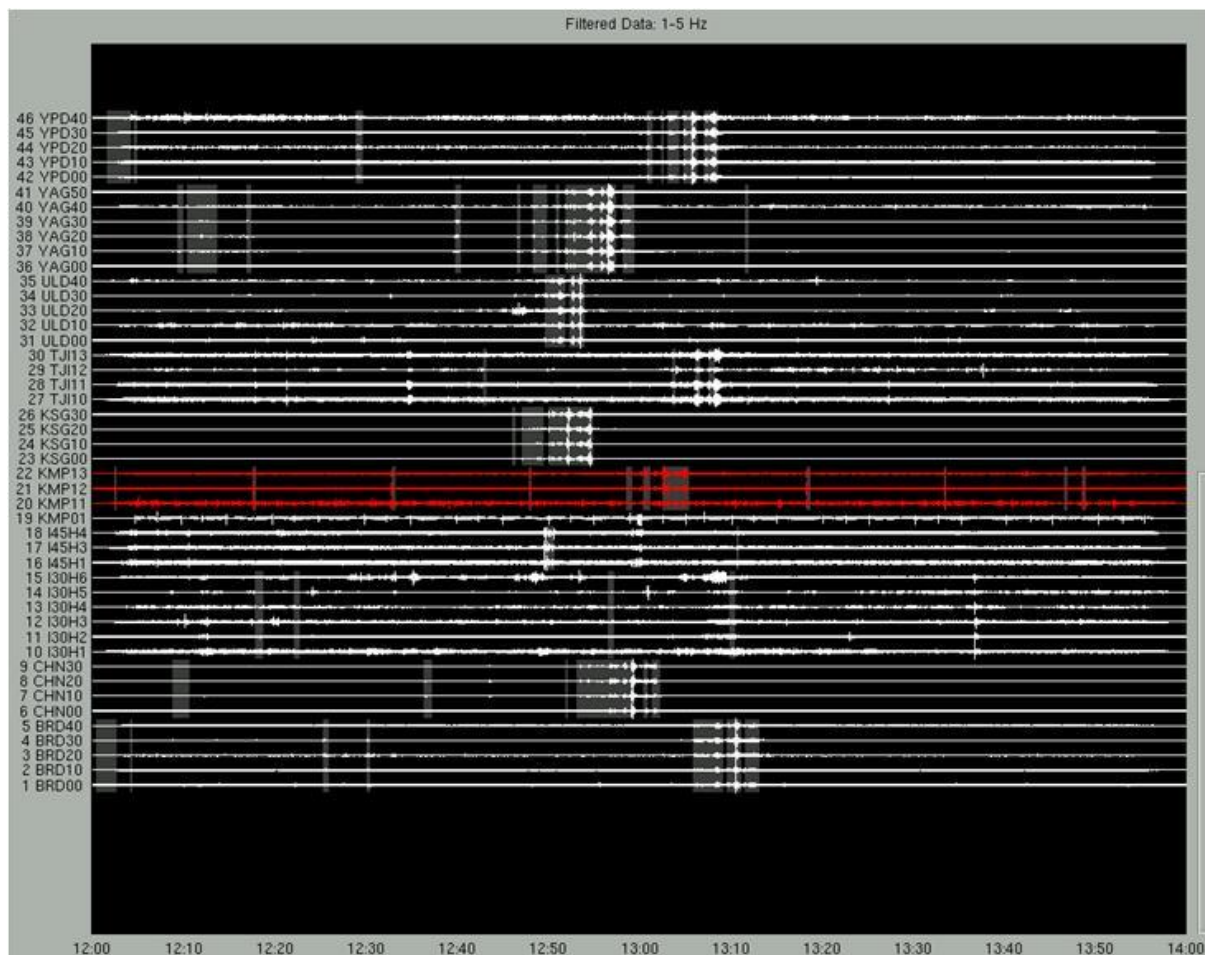 Filtered Data: 1-5 Hz
46 YPD40
45 YPD30
44 YPD20
43 YPD10
42 YPD00
41 YAG50
40 YAG40
39 YAG30
38 YAG20
37 YAG10
36 YAG00
35 ULD40
34 ULD30
33 ULD20
32 ULD10
31 ULD00
30 TJI13
29 TJI12
28 TJI11
27 TJI10
26 KSG30
25 KSG20
24 KSG10
23 KSG00
22 KMP13
21 KMP12
20 KMP11
19 KMP01
18 I45H4
17 I45H3
16 I45H1
15 I30H6
14 I30H5
13 I30H4
12 I30H3
11 I30H2
10 I30H1
9 CHN30
8 CHN20
7 CHN10
6 CHN00
5 BRD40
4 BRD30
3 BRD20
2 BRD10
1 BRD00
12:00 12:10 12:20 12:30 12:40 12:50 13:00 13:10 13:20 13:30 13:40 13:50 14:00